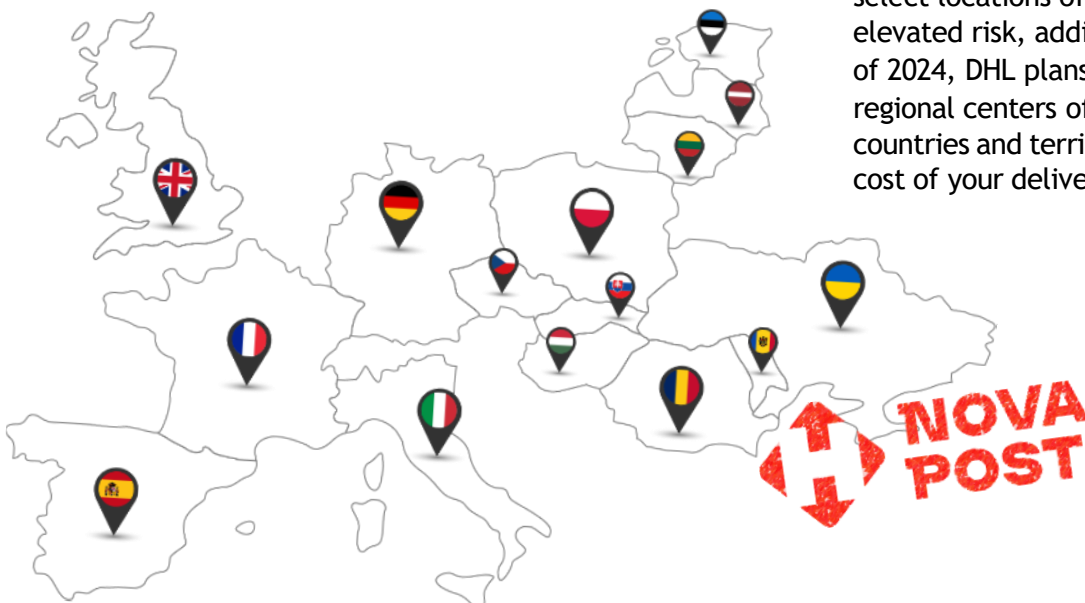 select locations of
elevated risk, addi
of 2024, DHL plans
regional centers of
countries and terri
cost of your delive
NOVA
POST